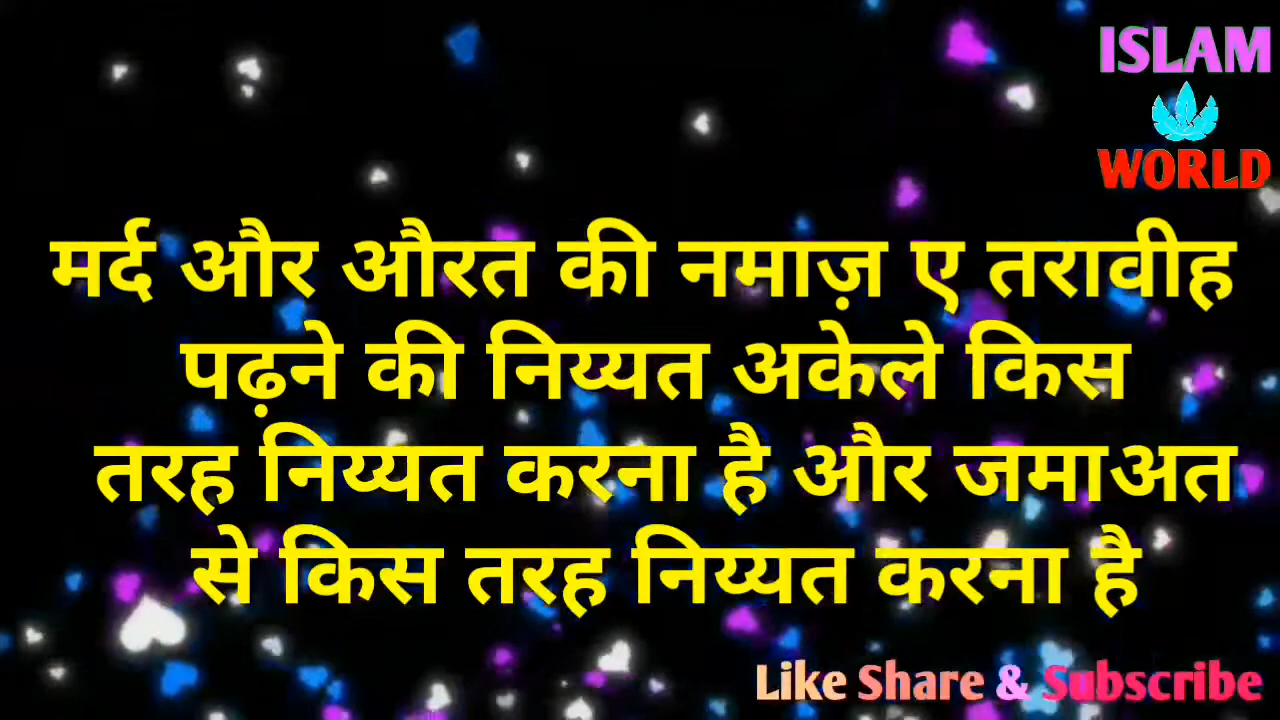 ISLAM
WORLD
मर्द और औरत की नमाज़ ए तरावीह
पढ़ने की निय्यत अकेले किस
तरह निय्यत करना है और जमाअत
से किस तरह निय्यत करना है
Like Share & Subscribe